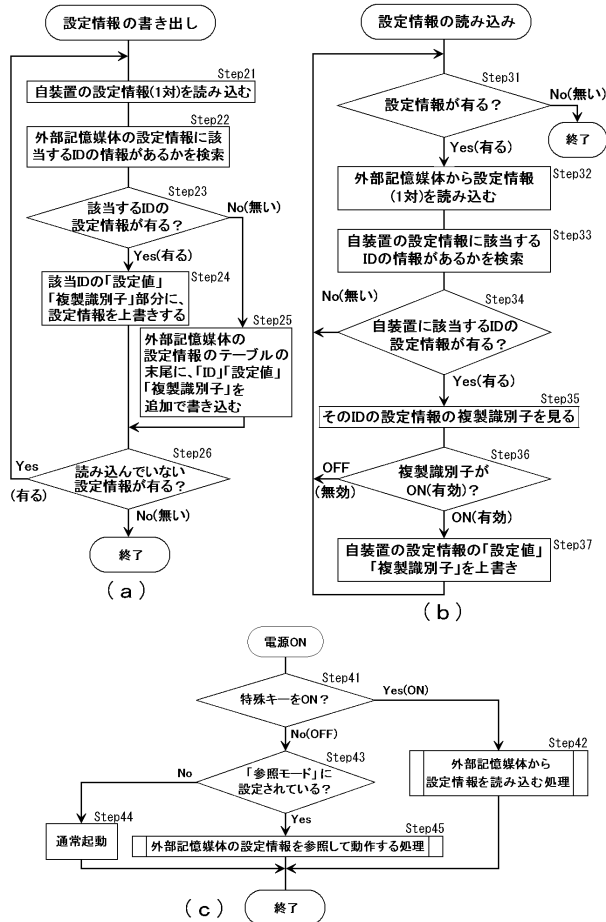 設定情報の書き出し
Step21
自装置の設定情報(1対)を読み込む
Step22
外部記憶媒体の設定情報に該
当するIDの情報があるかを検索
Step23
該当するIDの
設定情報が有る？
No(無い)
Yes(有る)
Step24
該当IDの「設定値」
「複製識別子」部分に、
設定情報を上書きする
Step25
外部記憶媒体の
設定情報のテーブルの
末尾に、「ID」「設定値」
「複製識別子」を
追加で書き込む
Step26
読み込んでいない
設定情報が有る？
Yes
(有る)
No(無い)
終了
(a)
設定情報の読み込み
Step31
設定情報が有る？
No(無い)
終了
Yes(有る)
Step32
外部記憶媒体から設定情報
(1対)を読み込む
Step33
自装置の設定情報に該当する
IDの情報があるかを検索
No(無い)
Step34
自装置に該当するIDの
設定情報が有る？
Yes(有る)
Step35
そのIDの設定情報の複製識別子を見る
Step36
OFF
(無効)
複製識別子が
ON(有効)？
ON(有効)
Step37
自装置の設定情報の「設定値」
「複製識別子」を上書き
(b)
電源ON
Step41
特殊キーをON？
Yes(ON)
No(OFF)
Step42
外部記憶媒体から
設定情報を読み込む処理
Step43
「参照モード」に
設定されている？
No
Yes
Step44
通常起動
Step45
外部記憶媒体の設定情報を参照して動作する処理
終了
(c)